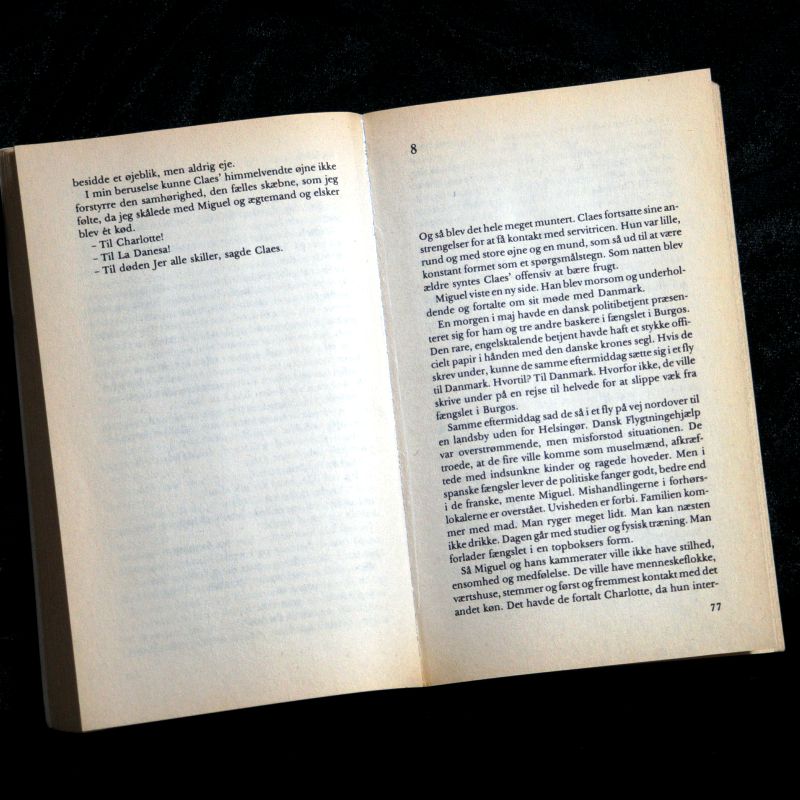 besidde et øjeblik, men aldrig eje.
I min beruselse kunne Claes' himmelvendte øjne ikke
forstyrre den samhørighed, den fælles skæbne, som jeg
følte, da jeg skålede med Miguel og ægtemand og elsker
blev ét kød.
– Til Charlotte!
– Til La Danesa!
– Til døden Jer alle skiller, sagde Claes.
8
Og så blev det hele meget muntert. Claes fortsatte sine an-
strengelser for at få kontakt med servitricen. Hun var lille,
rund og med store øjne og en mund, som så ud til at være
konstant formet som et spørgsmålstegn. Som natten blev
ældre syntes Claes' offensiv at bære frugt.
Miguel viste en ny side. Han blev morsom og underhol-
dende og fortalte om sit møde med Danmark.
En morgen i maj havde en dansk politibetjent præsen-
teret sig for ham og tre andre baskere i fængslet i Burgos.
Den rare, engelsktalende betjent havde haft et stykke offi-
cielt papir i hånden med den danske krones segl. Hvis de
skrev under, kunne de samme eftermiddag sætte sig i et fly
til Danmark. Hvortil? Til Danmark. Hvorfor ikke, de ville
skrive under på en rejse til helvede for at slippe væk fra
fængslet i Burgos.
Samme eftermiddag sad de så i et fly på vej nordover til
en landsby uden for Helsingør. Dansk Flygtningehjælp
var overstrømmende, men misforstod situationen. De
troede, at de fire ville komme som muselmænd, afkræf-
tede med indsunkne kinder og ragede hoveder. Men i
spanske fængsler lever de politiske fanger godt, bedre end
i de franske, mente Miguel. Mishandlingerne i forhørs-
lokalerne er overstået. Uvisheden er forbi. Familien kom-
mer med mad. Man ryger meget lidt. Man kan næsten
ikke drikke. Dagen går med studier og fysisk træning. Man
forlader fængslet i en topboksers form.
Så Miguel og hans kammerater ville ikke have stilhed,
ensomhed og medfølelse. De ville have menneskeflokke,
værtshuse, stemmer og først og fremmest kontakt med det
andet køn. Det havde de fortalt Charlotte, da hun inter-
77